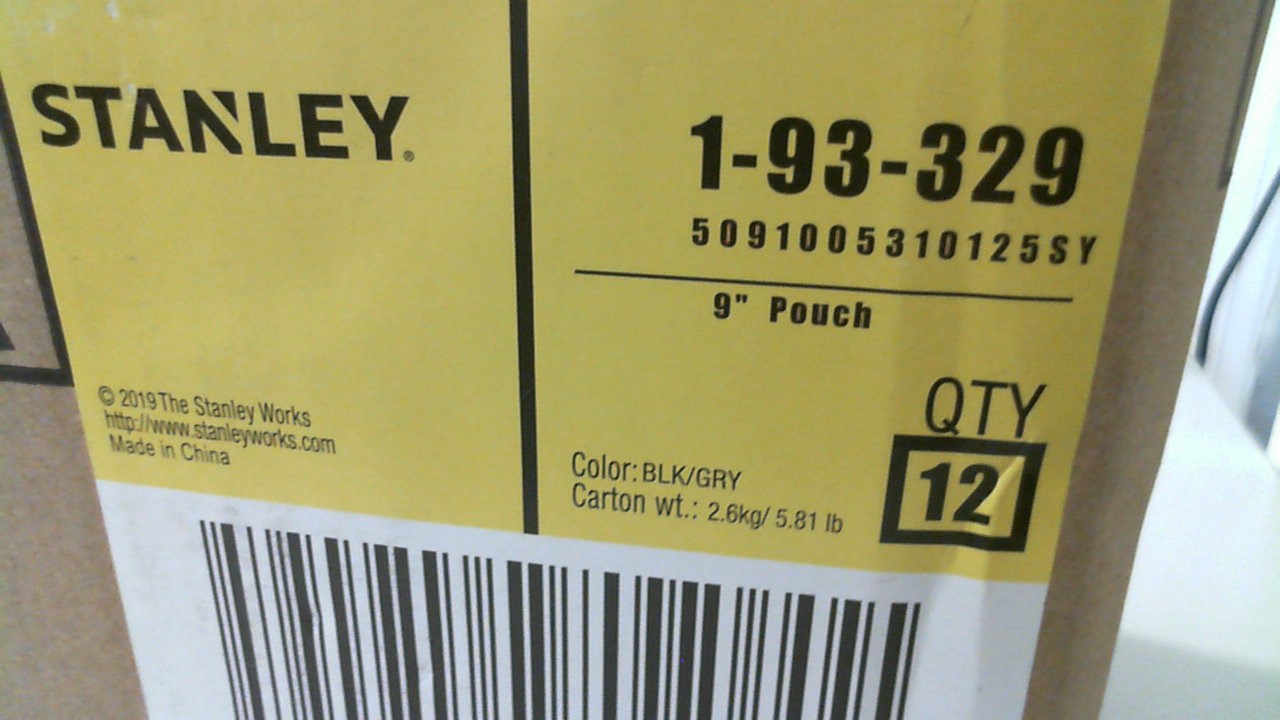 STANLEY®
1-93-329
5091005310125SY
9" Pouch
© 2019 The Stanley Works
http://www.stanleyworks.com
Made in China
QTY
12
Color: BLK/GRY
Carton wt.: 2.6kg/ 5.81 lb